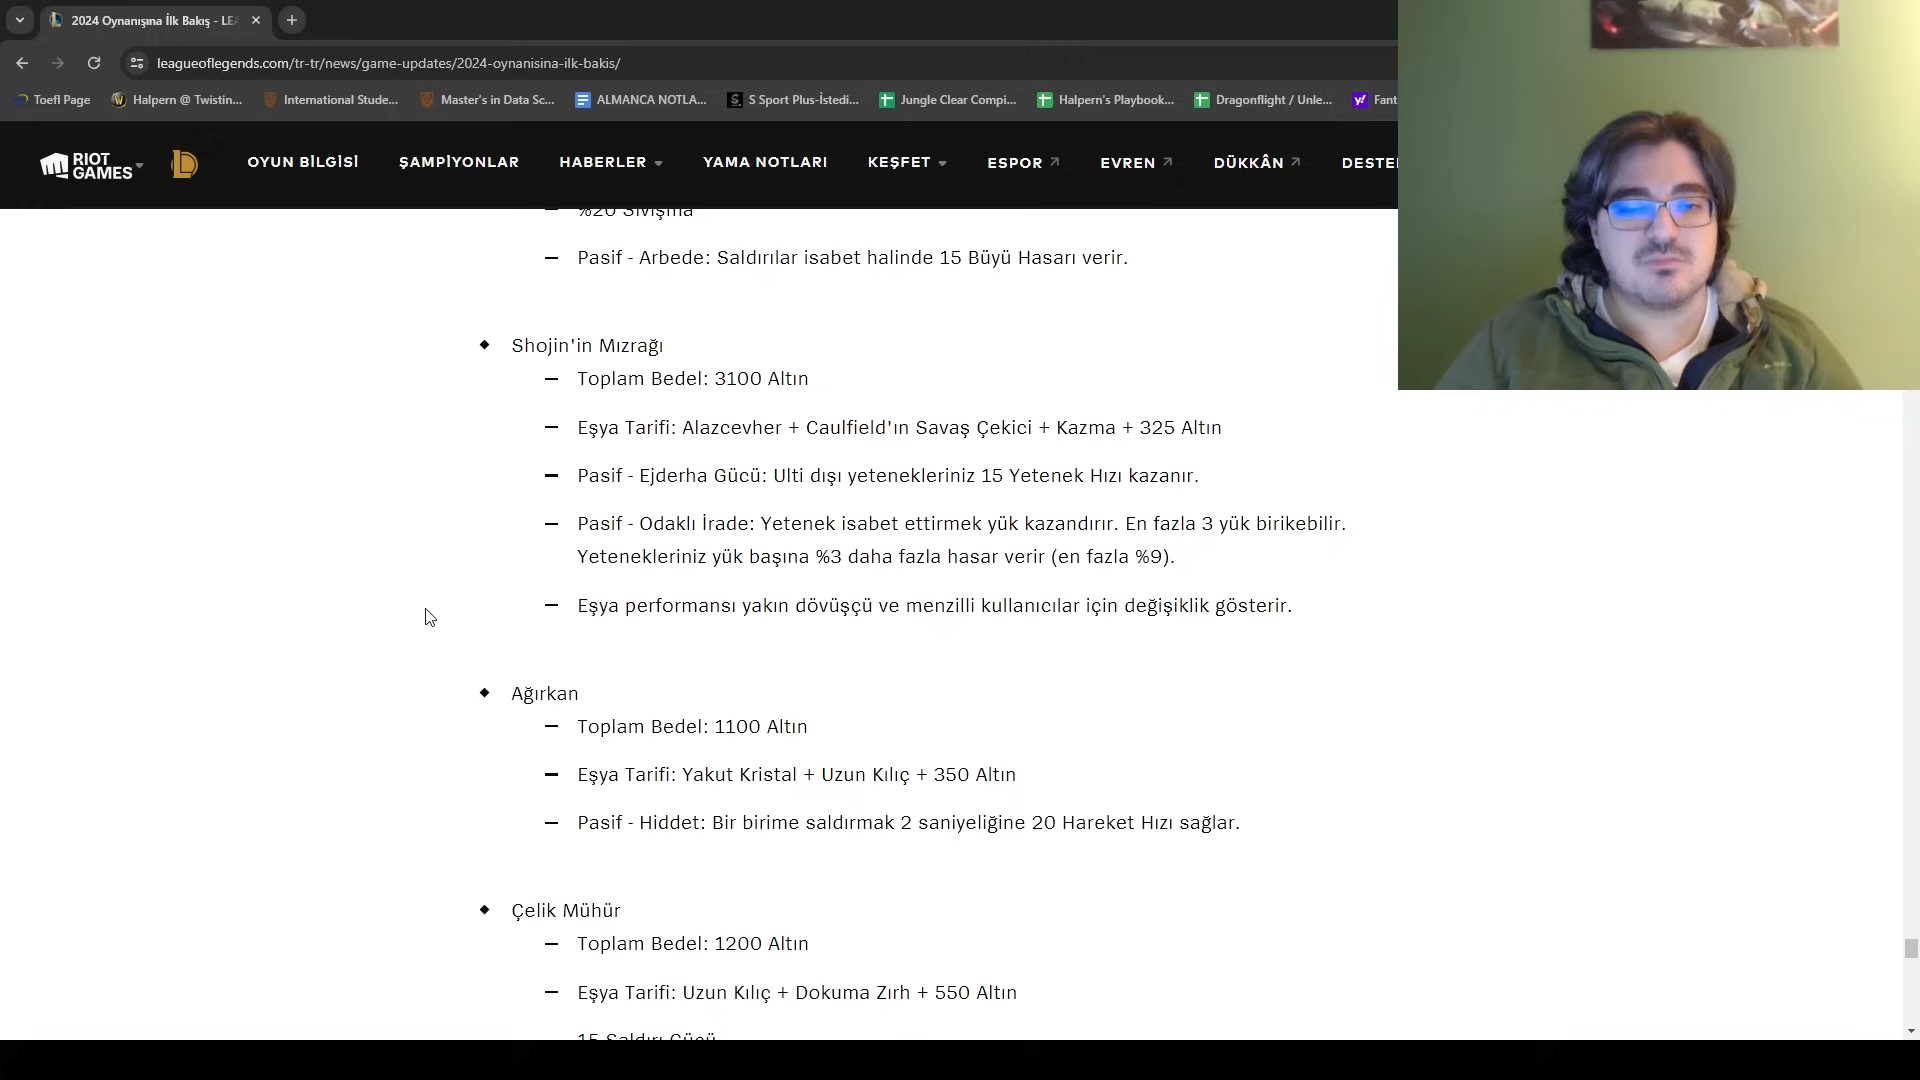 2024 Oynanışına İlk Bakış - LEA
leagueoflegends.com/tr-tr/news/game-updates/2024-oynanisina-ilk-bakis/
Toefl Page
Halpern @ Twistin...
International Stude...
Master's in Data Sc...
ALMANCA NOTLA...
S Sport Plus-İstedi...
Jungle Clear Compi...
Halpern's Playbook...
Dragonflight / Unle...
Fant
RIOT
GAMES
OYUN BİLGİSİ
ŞAMPİYONLAR
HABERLER
YAMA NOTLARI
KEŞFET
ESPOR
EVREN
DÜKKÂN
DESTE
%20 Sıvışma
Pasif - Arbede: Saldırılar isabet halinde 15 Büyü Hasarı verir.
Shojin'in Mızrağı
Toplam Bedel: 3100 Altın
Eşya Tarifi: Alazcevher + Caulfield'ın Savaş Çekici + Kazma + 325 Altın
Pasif - Ejderha Gücü: Ulti dışı yetenekleriniz 15 Yetenek Hızı kazanır.
Pasif - Odaklı İrade: Yetenek isabet ettirmek yük kazandırır. En fazla 3 yük birikebilir.
Yetenekleriniz yük başına %3 daha fazla hasar verir (en fazla %9).
Eşya performansı yakın dövüşçü ve menzilli kullanıcılar için değişiklik gösterir.
Ağırkan
Toplam Bedel: 1100 Altın
Eşya Tarifi: Yakut Kristal + Uzun Kılıç + 350 Altın
Pasif - Hiddet: Bir birime saldırmak 2 saniyeliğine 20 Hareket Hızı sağlar.
Çelik Mühür
Toplam Bedel: 1200 Altın
Eşya Tarifi: Uzun Kılıç + Dokuma Zırh + 550 Altın
15 Saldırı Gücü